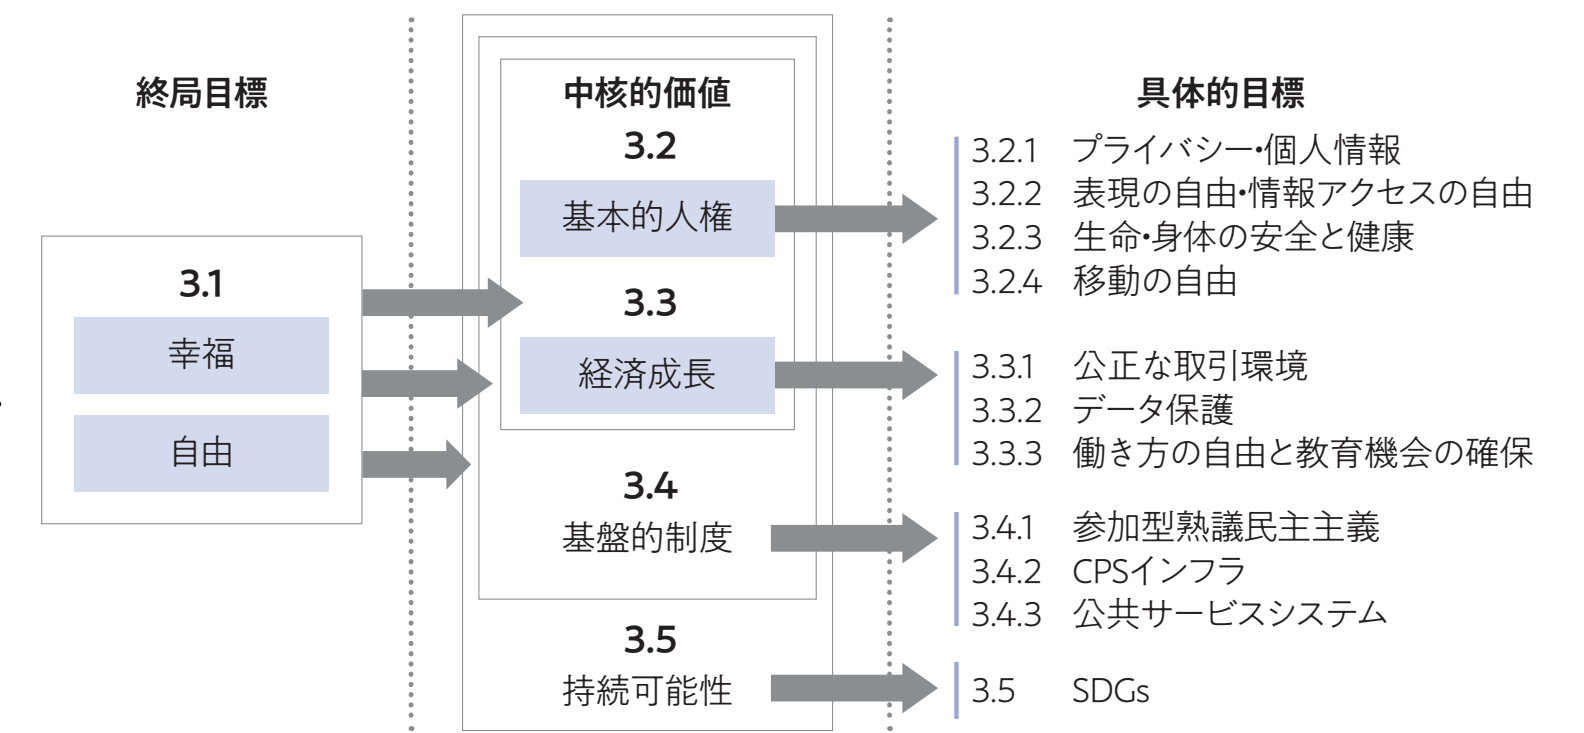 終局目標
3.1
幸福
自由
中核的価値
3.2
基本的人権
3.3
経済成長
3.4
基盤的制度
3.5
持続可能性
具体的目標
3.2.1 プライバシー・個人情報
3.2.2 表現の自由・情報アクセスの自由
3.2.3 生命・身体の安全と健康
3.2.4 移動の自由
3.3.1 公正な取引環境
3.3.2 データ保護
3.3.3 働き方の自由と教育機会の確保
3.4.1 参加型熟議民主主義
3.4.2 CPSインフラ
3.4.3 公共サービスシステム
3.5 SDGs